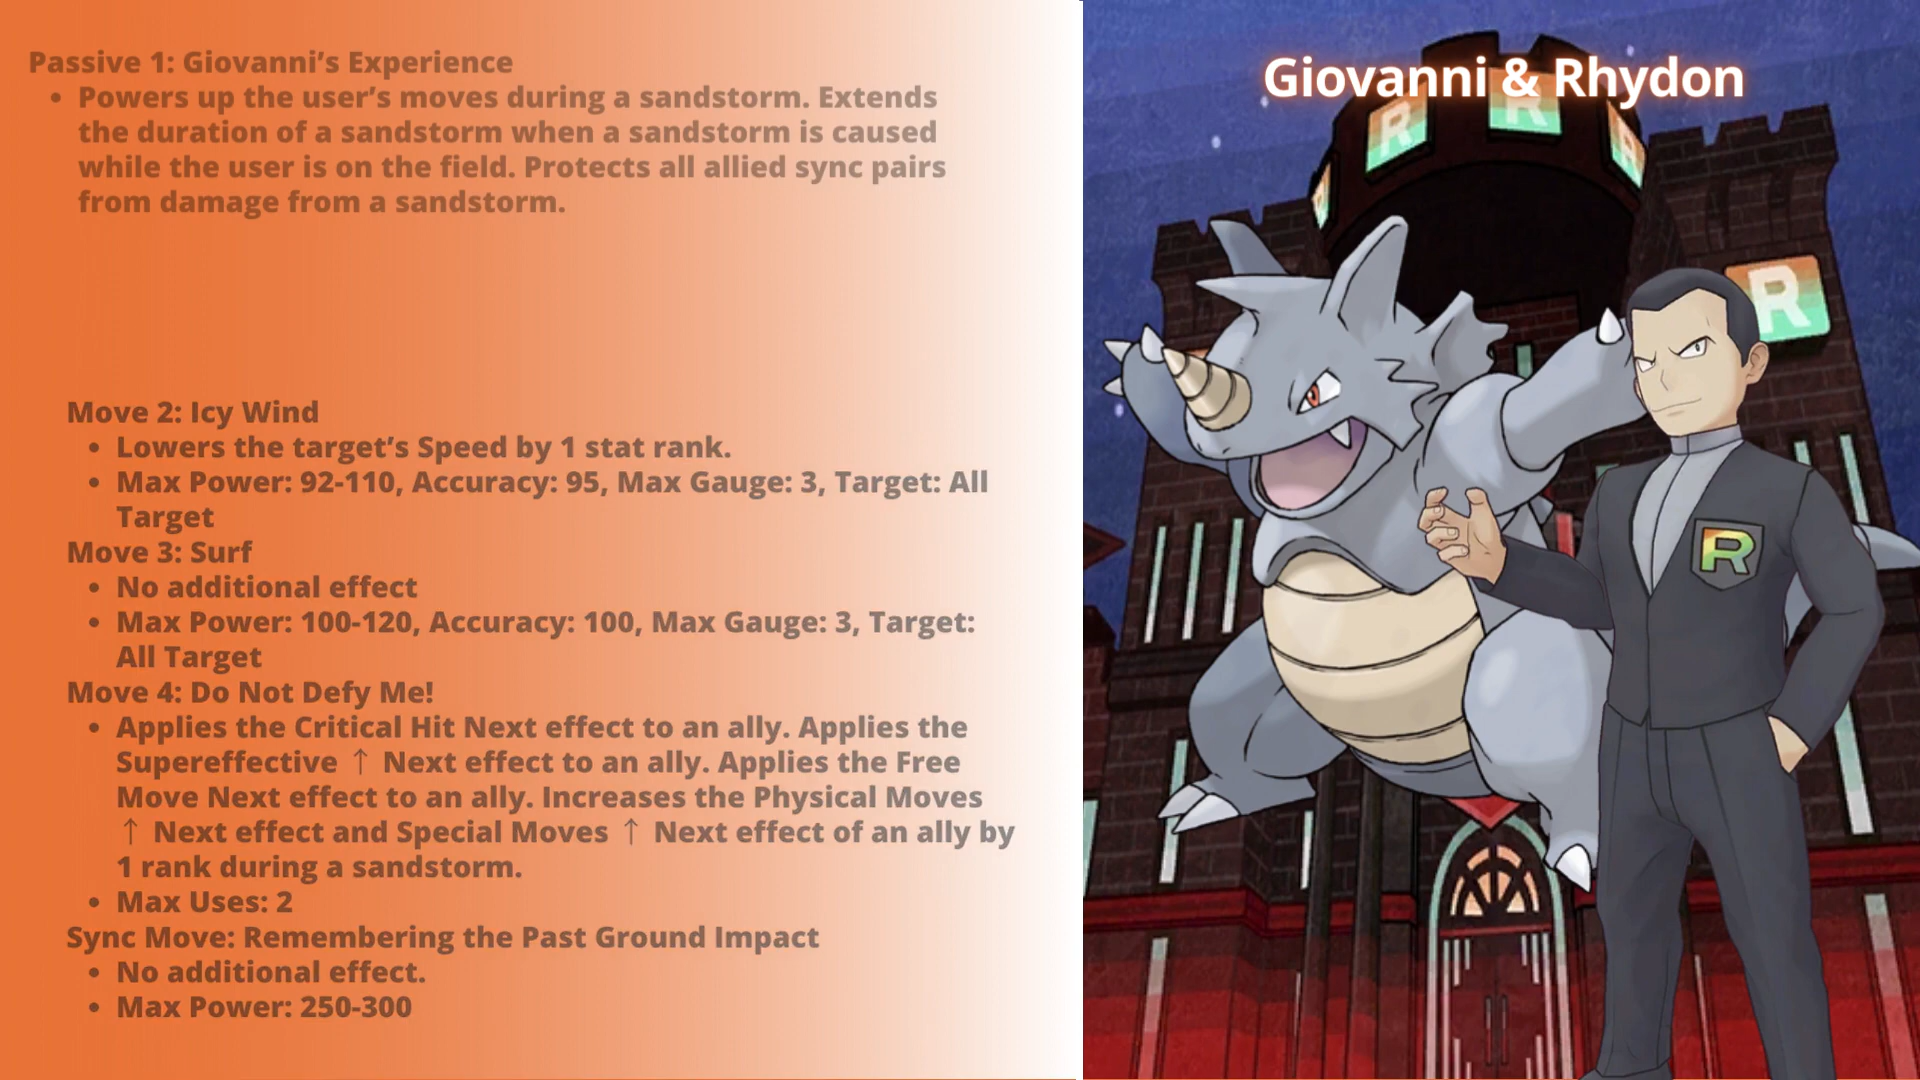 Passive 1: Giovanni’s Experience
• Powers up the user’s moves during a sandstorm. Extends
the duration of a sandstorm when a sandstorm is caused
while the user is on the field. Protects all allied sync pairs
from damage from a sandstorm.
Move 2: Icy Wind
• Lowers the target’s Speed by 1 stat rank.
• Max Power: 92-110, Accuracy: 95, Max Gauge: 3, Target: All
Target
Move 3: Surf
• No additional effect
• Max Power: 100-120, Accuracy: 100, Max Gauge: 3, Target:
All Target
Move 4: Do Not Defy Me!
• Applies the Critical Hit Next effect to an ally. Applies the
Supereffective ↑ Next effect to an ally. Applies the Free
Move Next effect to an ally. Increases the Physical Moves
↑ Next effect and Special Moves ↑ Next effect of an ally by
1 rank during a sandstorm.
• Max Uses: 2
Sync Move: Remembering the Past Ground Impact
• No additional effect.
• Max Power: 250-300
Giovanni & Rhydon
R
R
R
R
R
R